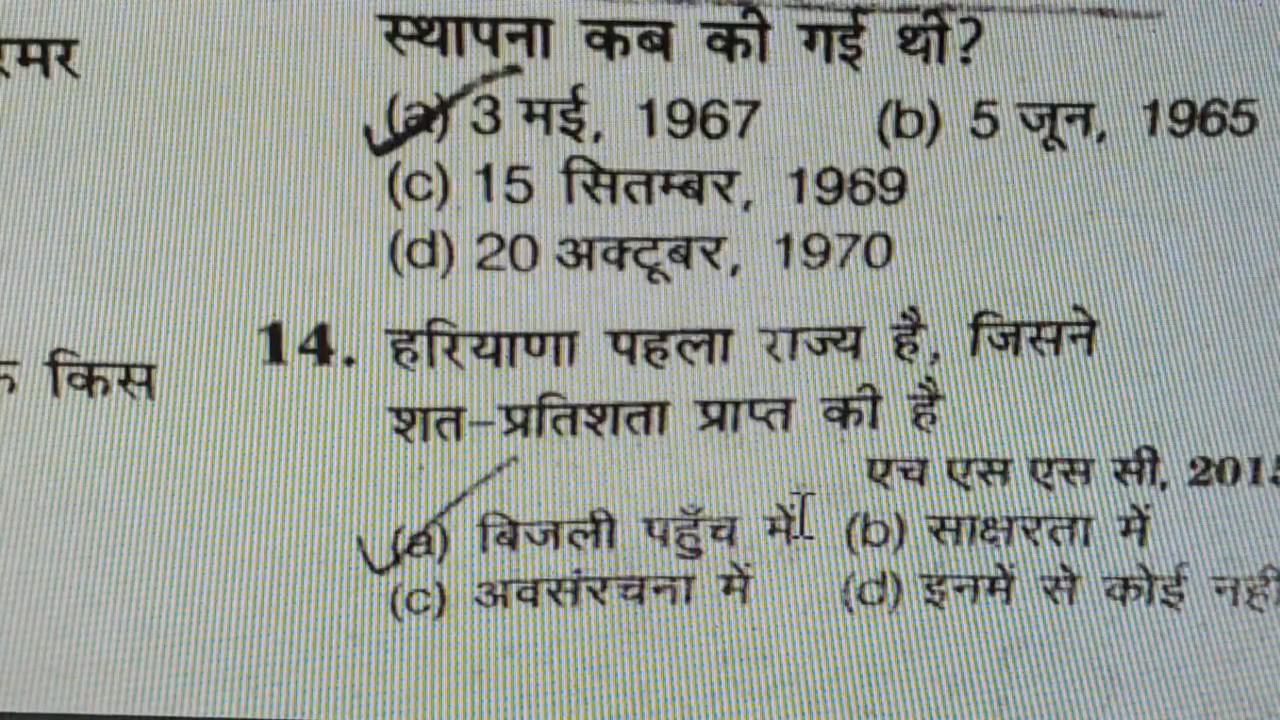 स्थापना कब की गई थी?
(a) 3 मई, 1967 (b) 5 जून, 1965
(c) 15 सितम्बर, 1969
(d) 20 अक्टूबर, 1970
किस
14. हरियाणा पहला राज्य है, जिसने
शत-प्रतिशता प्राप्त की है
एच एस एस सी, 201
(a) बिजली पहुँच में (b) साक्षरता में
(c) अवसंरचना में (d) इनमें से कोई नहीं